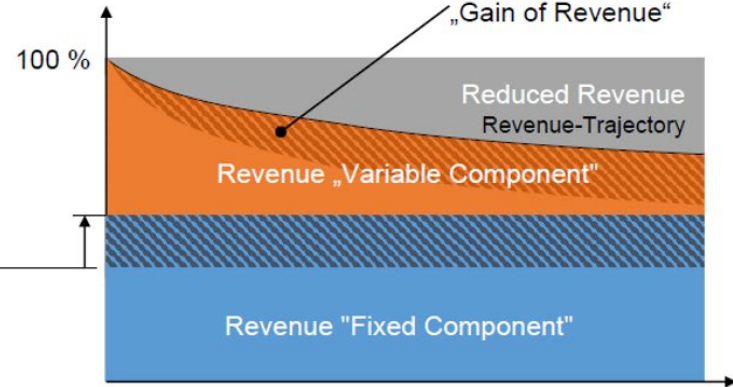 „Gain of Revenue“
100 %
Reduced Revenue
Revenue-Trajectory
Revenue „Variable Component"
Revenue "Fixed Component"